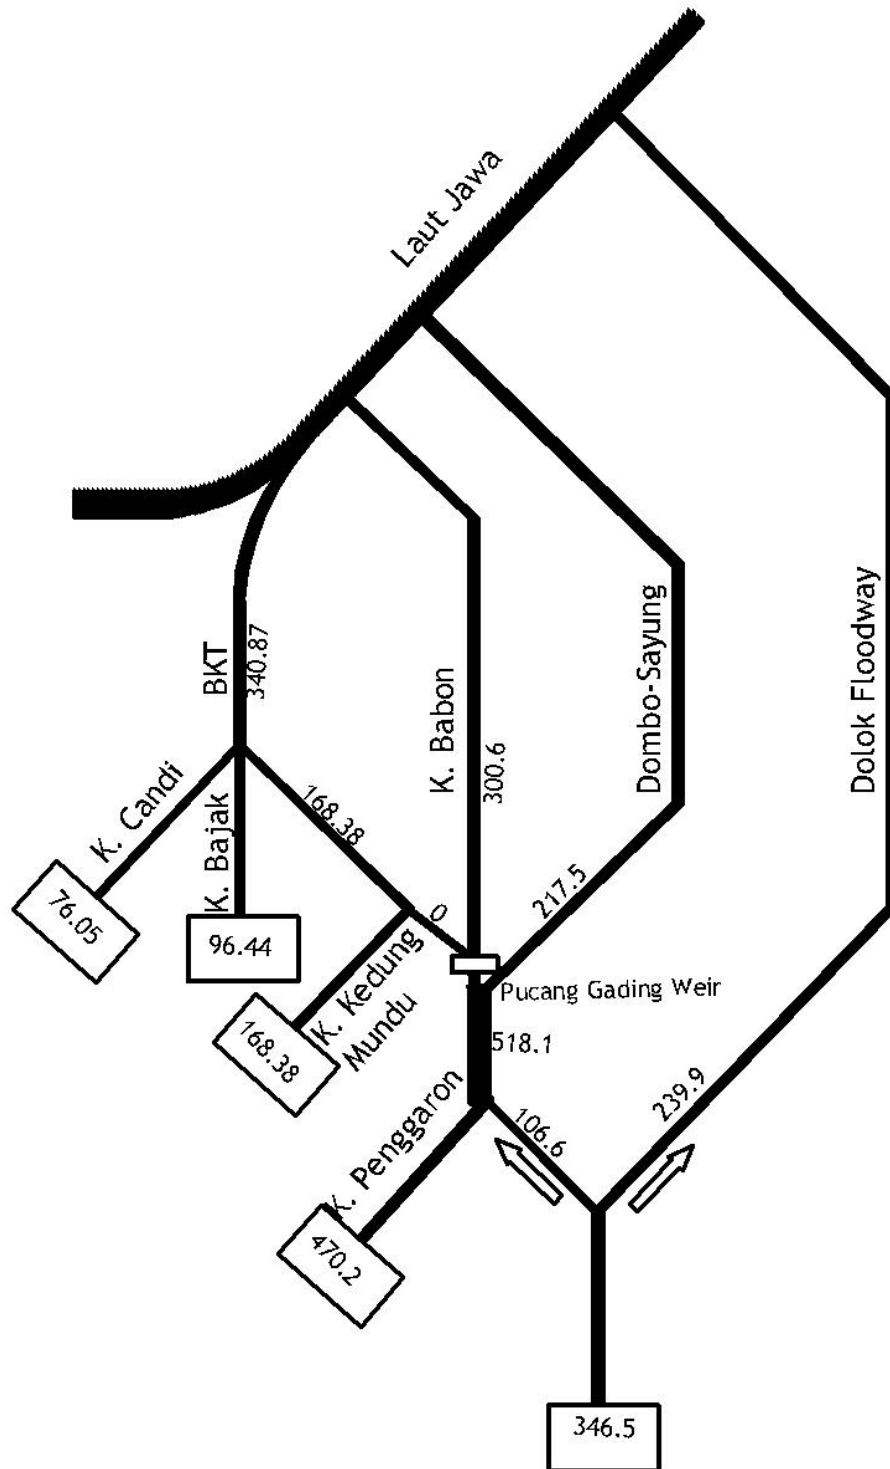 Laut Jawa
BKT
340.87
K. Babon
300.6
Dombo-Sayung
Dolok Floodway
K. Candi
76.05
K. Bajak
96.44
168.38
0
217.5
K. Kedung
Mundu
168.38
Pucang Gading Weir
518.1
K. Penggaron
470.2
106.6
239.9
346.5